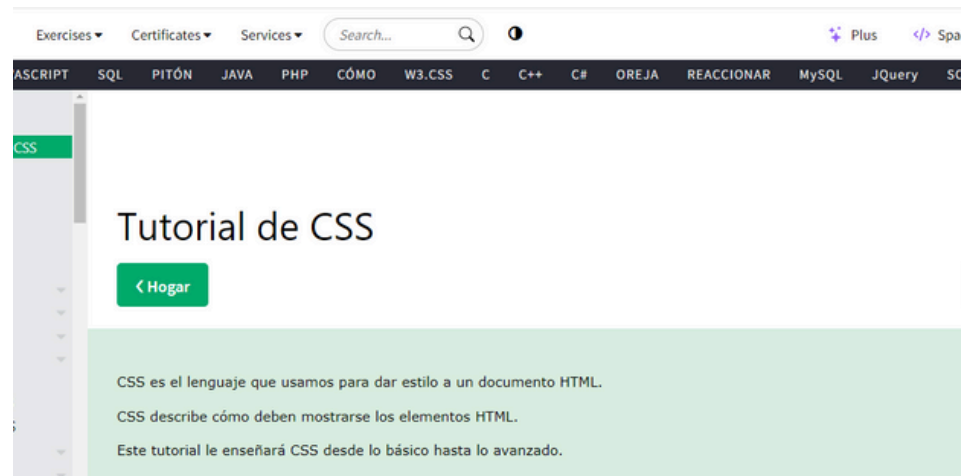 Exercises Certificates Services Search... Plus </> Spa
ASCRIPT SQL PITÓN JAVA PHP CÓMO W3.CSS C C++ C# OREJA REACCIONAR MySQL JQuery
CSS
Tutorial de CSS
❮ Hogar
CSS es el lenguaje que usamos para dar estilo a un documento HTML.
CSS describe cómo deben mostrarse los elementos HTML.
Este tutorial le enseñará CSS desde lo básico hasta lo avanzado.